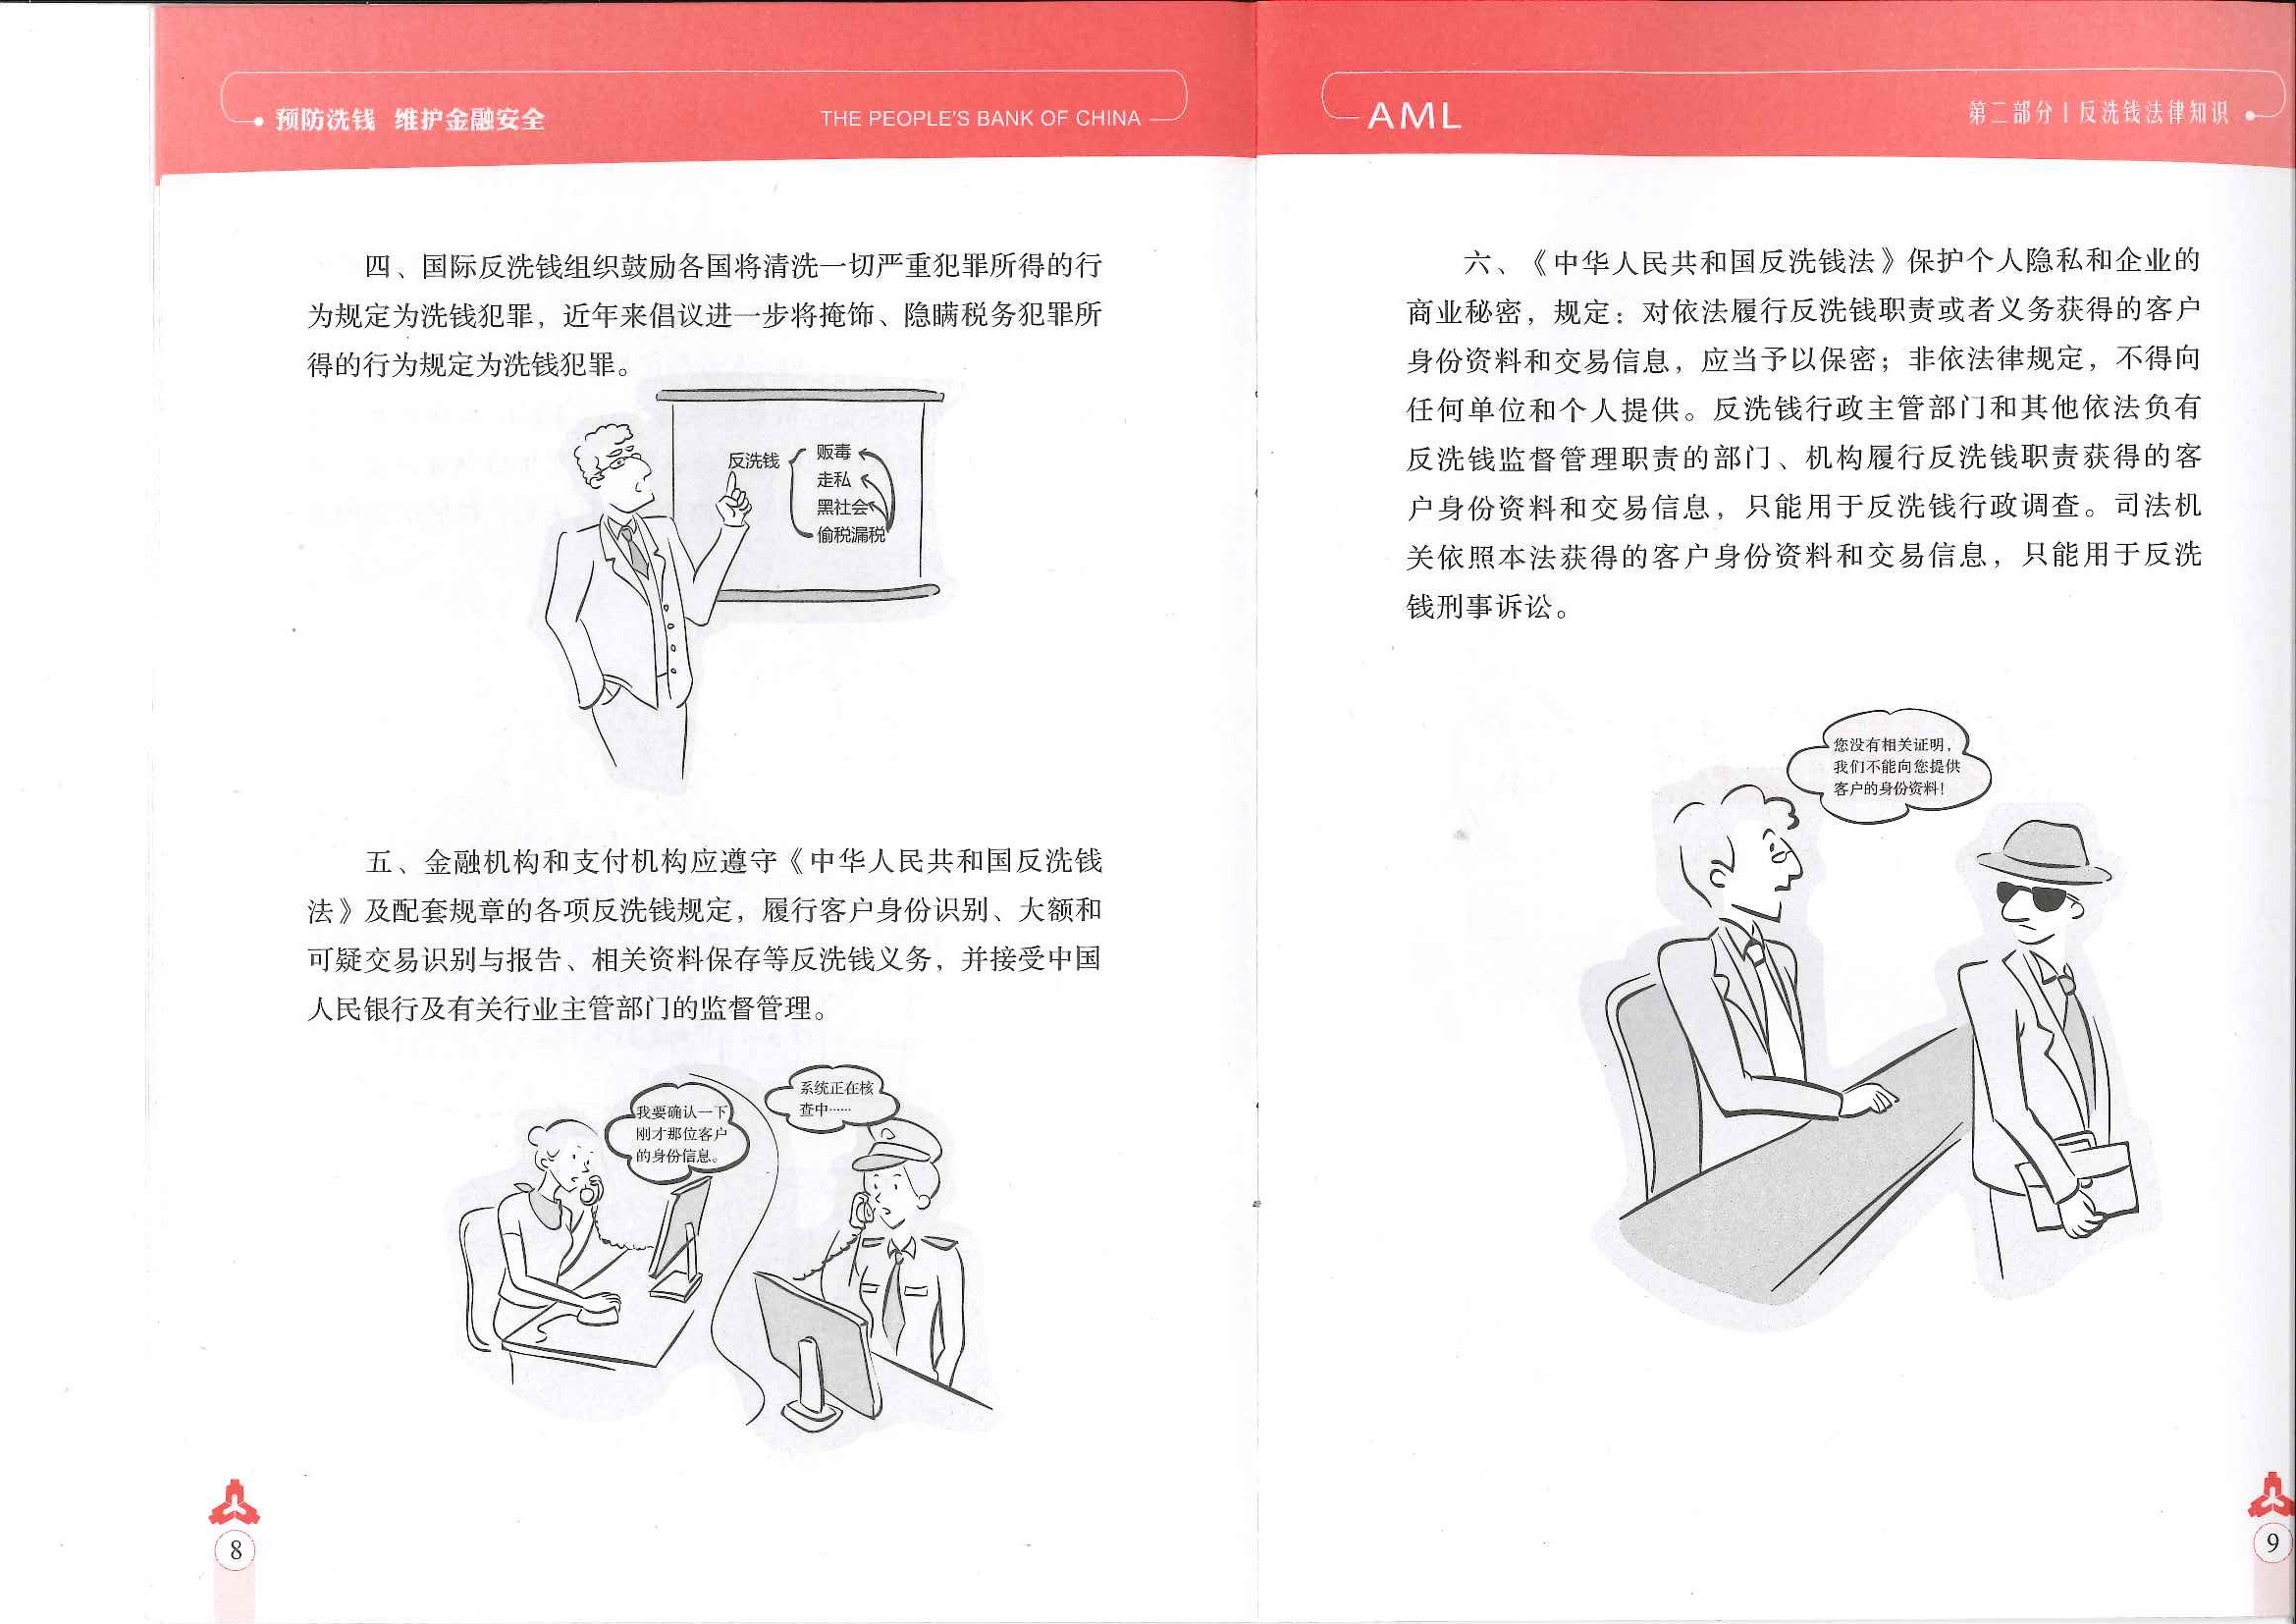 预防洗钱 维护金融安全
THE PEOPLE'S BANK OF CHINA
四、国际反洗钱组织鼓励各国将清洗一切严重犯罪所得的行
为规定为洗钱犯罪，近年来倡议进一步将掩饰、隐瞒税务犯罪所
得的行为规定为洗钱犯罪。
反洗钱
贩毒
走私
黑社会
偷税漏税
五、金融机构和支付机构应遵守《中华人民共和国反洗钱
法》及配套规章的各项反洗钱规定，履行客户身份识别、大额和
可疑交易识别与报告、相关资料保存等反洗钱义务，并接受中国
人民银行及有关行业主管部门的监督管理。
我要确认一下
刚才那位客户
的身份信息。
系统正在核
查中……
8
AML
第二部分 | 反洗钱法律知识
六、《中华人民共和国反洗钱法》保护个人隐私和企业的
商业秘密，规定：对依法履行反洗钱职责或者义务获得的客户
身份资料和交易信息，应当予以保密；非依法律规定，不得向
任何单位和个人提供。反洗钱行政主管部门和其他依法负有
反洗钱监督管理职责的部门、机构履行反洗钱职责获得的客
户身份资料和交易信息，只能用于反洗钱行政调查。司法机
关依照本法获得的客户身份资料和交易信息，只能用于反洗
钱刑事诉讼。
您没有相关证明，
我们不能向您提供
客户的身份资料！
9